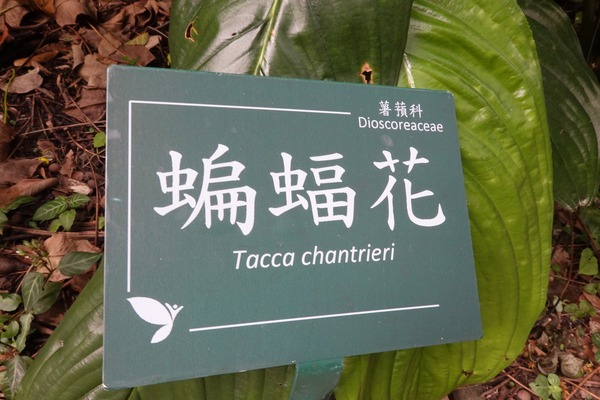 薯蕷科
Dioscoreaceae
蝙蝠花
Tacca chantrieri